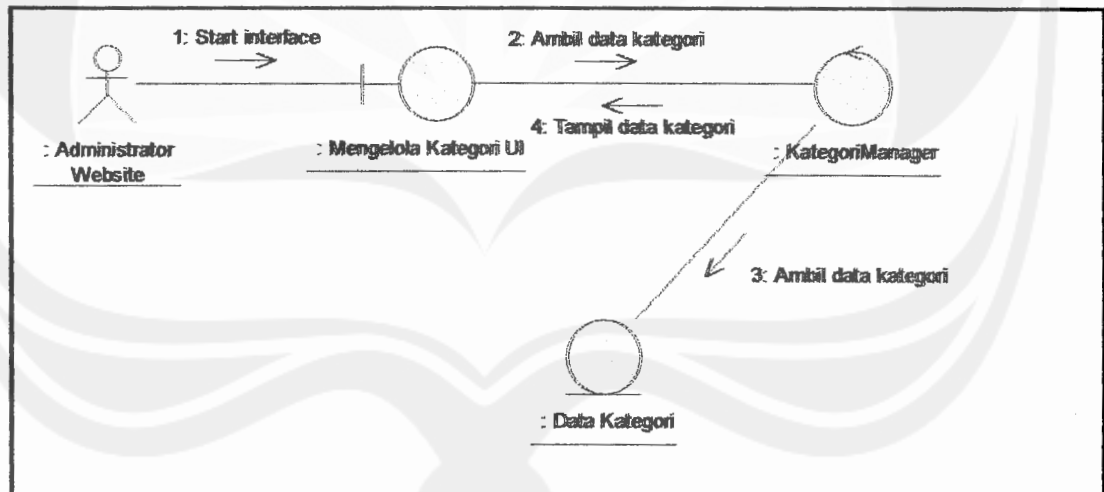 1: Start interface
2: Ambil data kategori
4: Tampil data kategori
: Administrator
Website
: Mengelola Kategori UI
: KategoriManager
3: Ambil data kategori
: Data Kategori